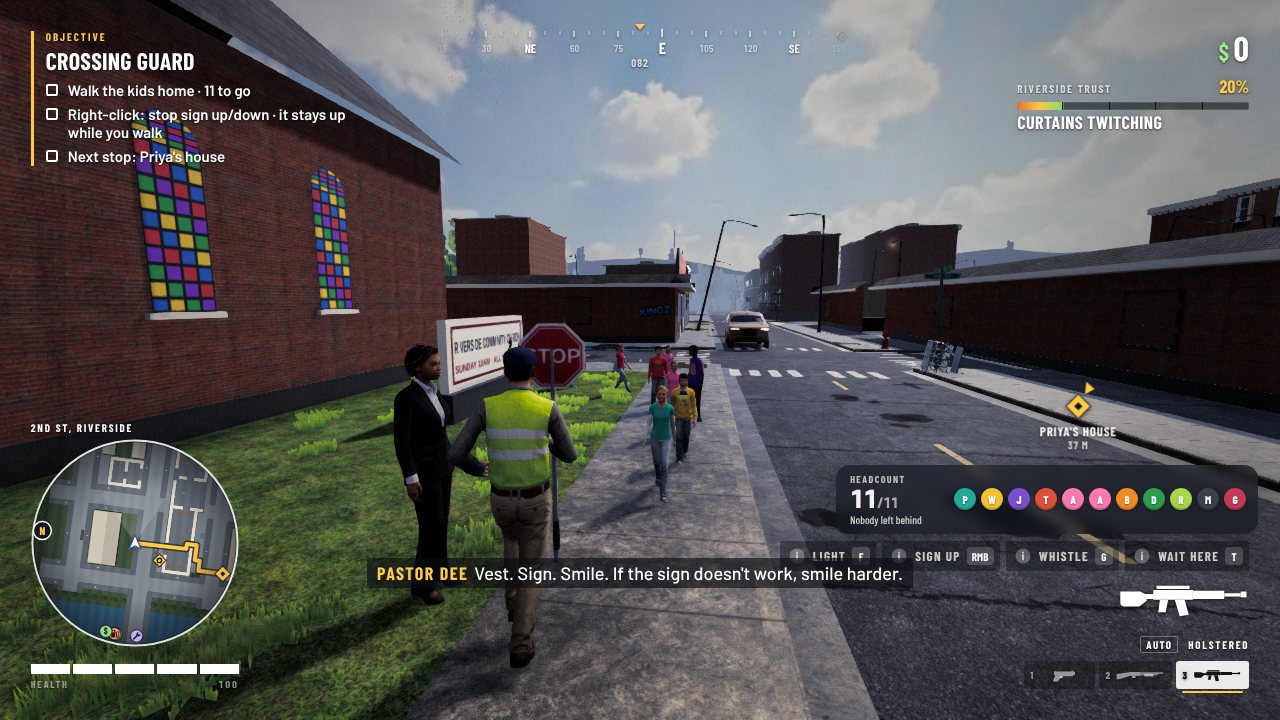 OBJECTIVE
CROSSING GUARD
Walk the kids home · 11 to go
Right-click: stop sign up/down · it stays up
while you walk
Next stop: Priya's house
30 NE 60 75 E 105 120 SE
082
$ 0
RIVERSIDE TRUST 20%
CURTAINS TWITCHING
KINGZ
SUNDAY 10AM
STOP
PRIYA'S HOUSE
37 M
2ND ST, RIVERSIDE
N
$
HEADCOUNT
11/11
Nobody left behind
P W J T A A B D R M G
LIGHT F
SIGN UP RMB
WHISTLE G
WAIT HERE T
PASTOR DEE Vest. Sign. Smile. If the sign doesn't work, smile harder.
AUTO HOLSTERED
1 2 3
HEALTH 100